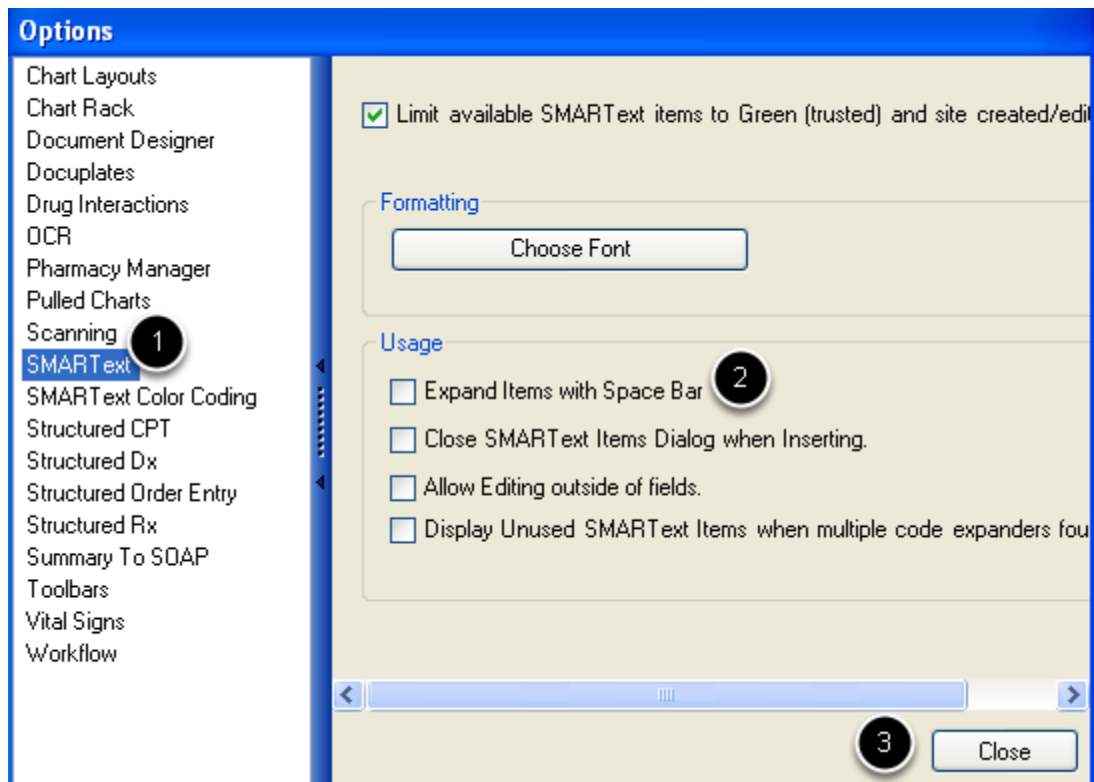 Options
Chart Layouts
Chart Rack
Document Designer
Docuplates
Drug Interactions
OCR
Pharmacy Manager
Pulled Charts
Scanning
1
SMARText
SMARText Color Coding
Structured CPT
Structured Dx
Structured Order Entry
Structured Rx
Summary To SOAP
Toolbars
Vital Signs
Workflow
Limit available SMARText items to Green (trusted) and site created/edit
Formatting
Choose Font
Usage
Expand Items with Space Bar
2
Close SMARText Items Dialog when Inserting.
Allow Editing outside of fields.
Display Unused SMARText Items when multiple code expanders fou
3
Close